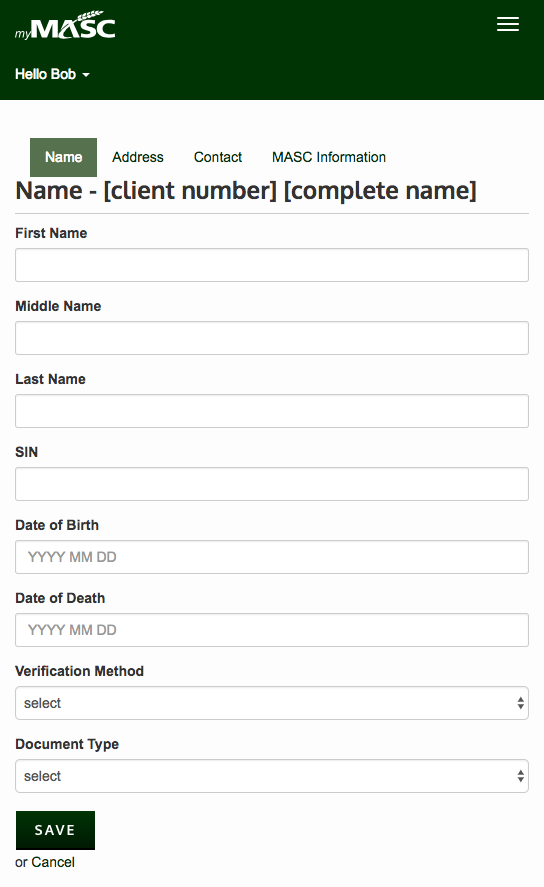 myMASC
Hello Bob
Name Address Contact MASC Information
Name - [client number] [complete name]
First Name
Middle Name
Last Name
SIN
Date of Birth
YYYY MM DD
Date of Death
YYYY MM DD
Verification Method
select
Document Type
select
SAVE
or Cancel